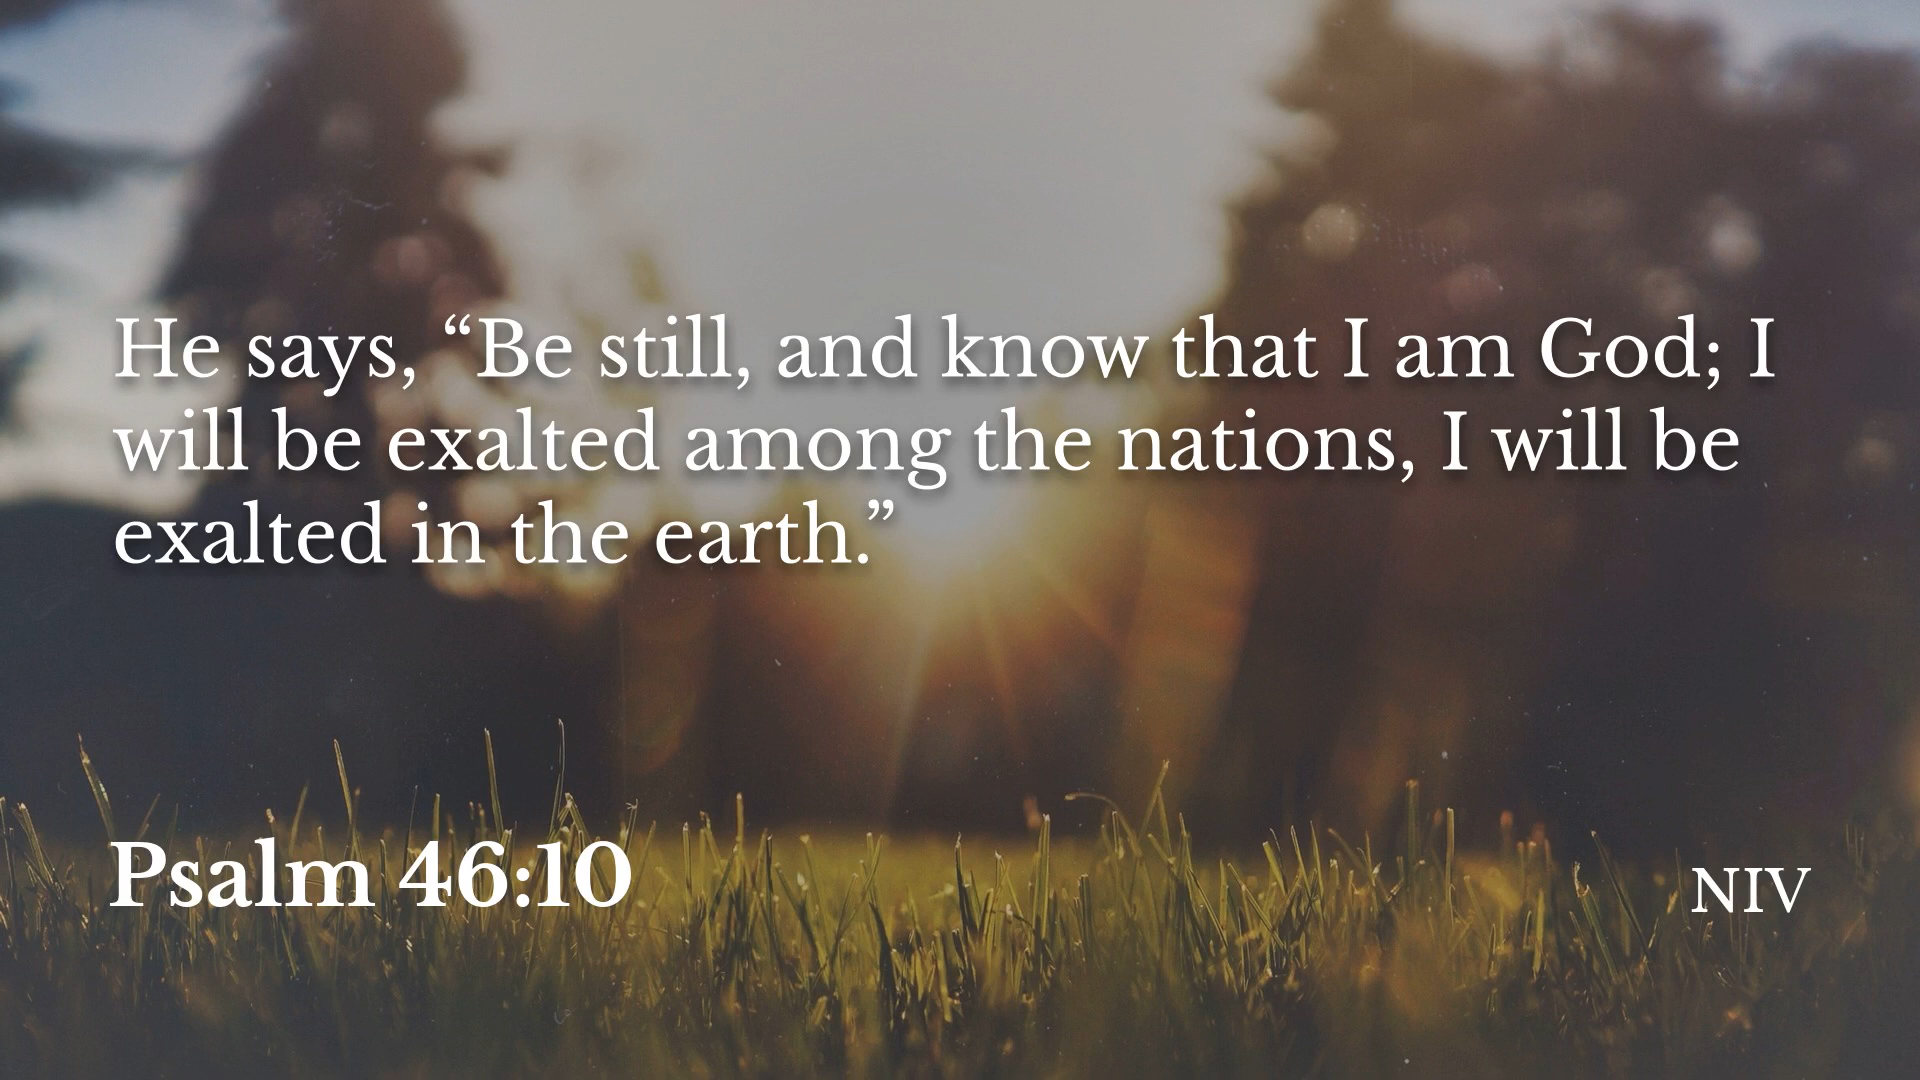 He says, “Be still, and know that I am God; I
will be exalted among the nations, I will be
exalted in the earth.”
Psalm 46:10
NIV